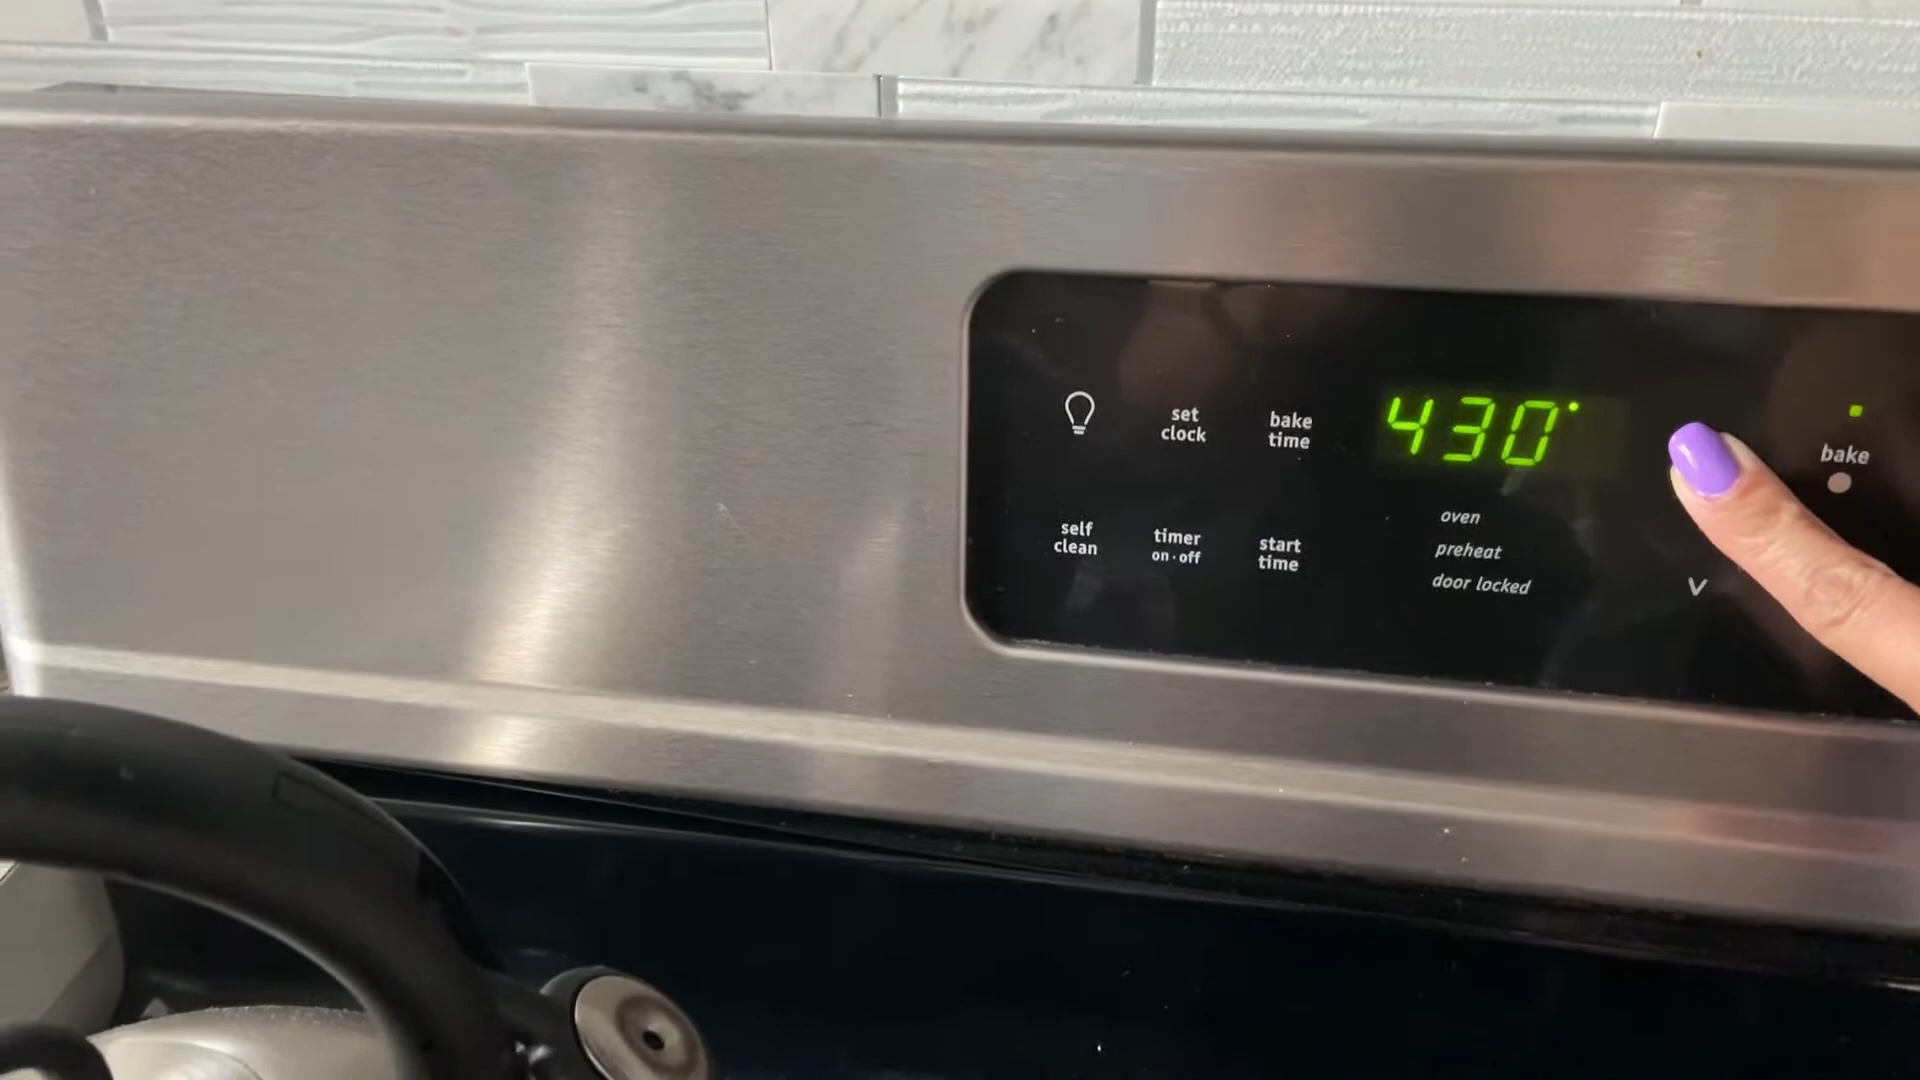 set
clock
bake
time
430°
bake
self
clean
timer
on·off
start
time
oven
preheat
door locked